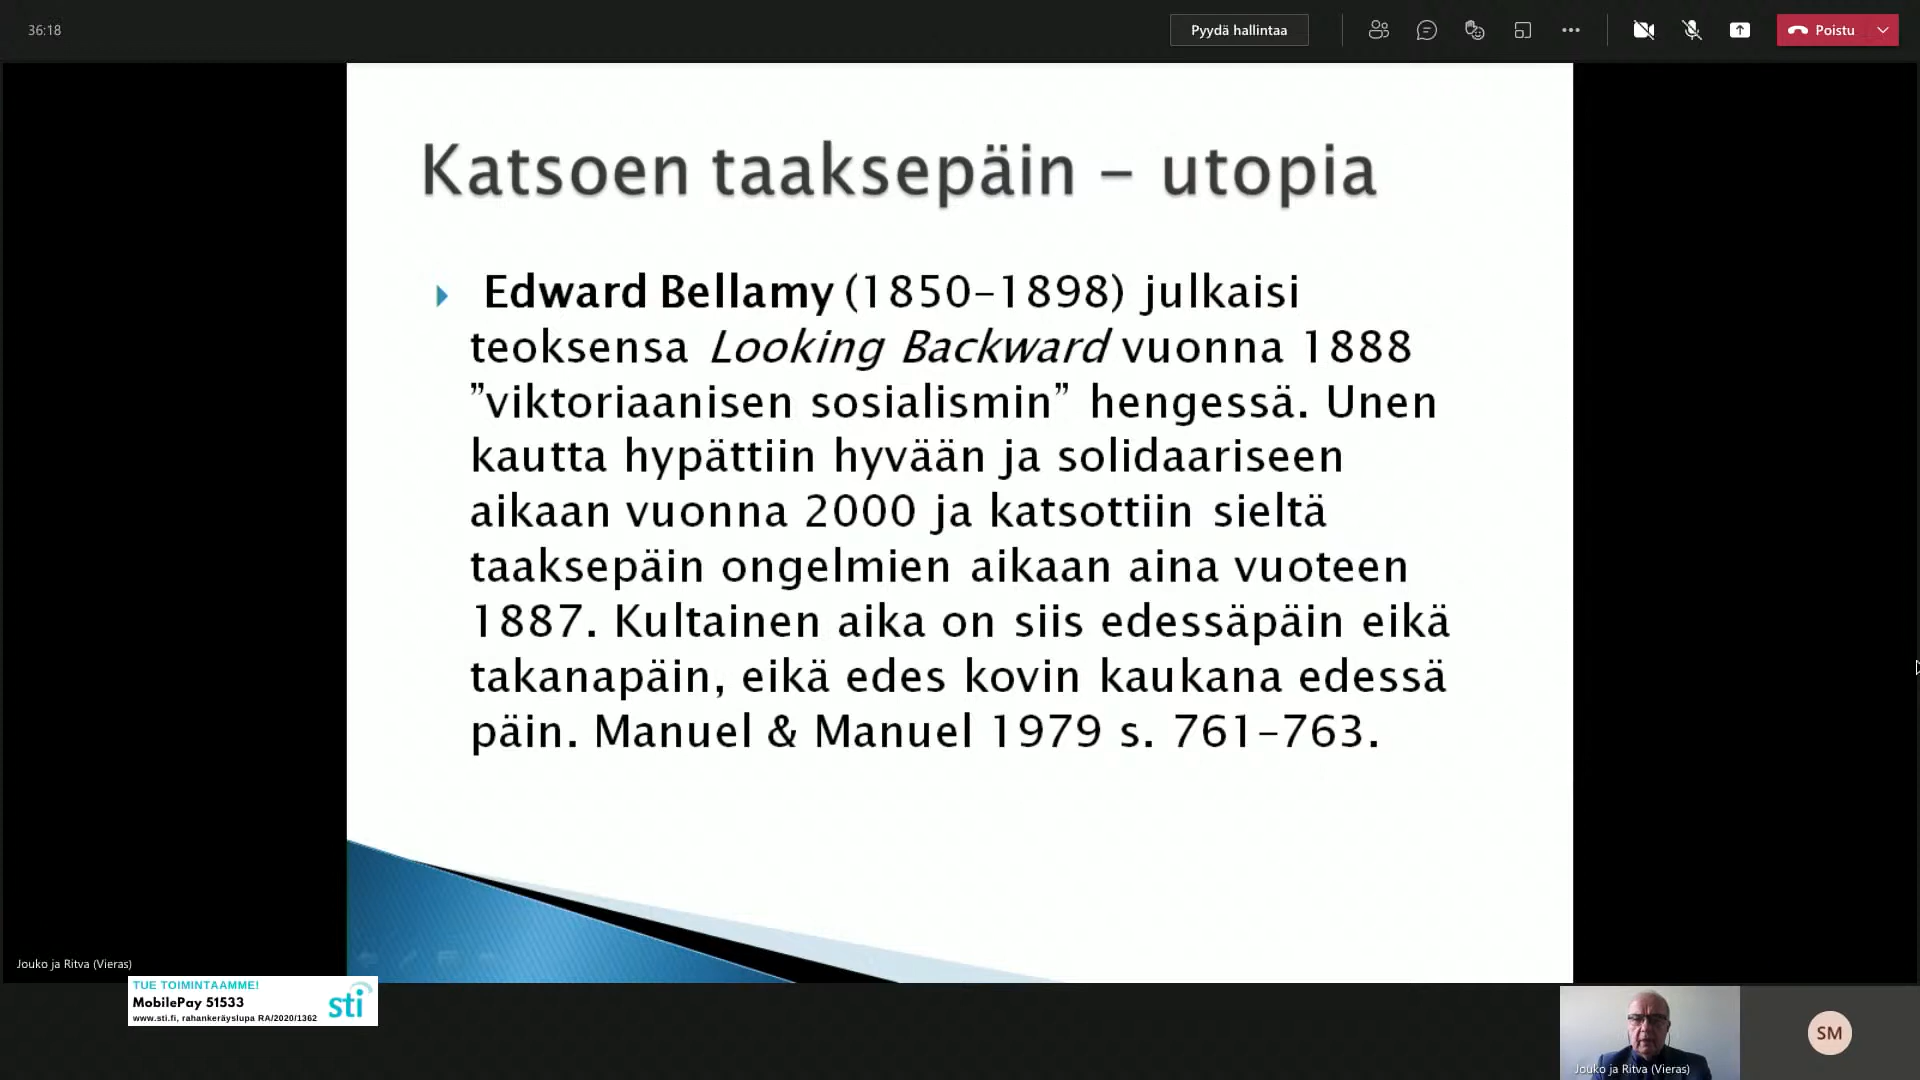 36:18
Pyydä hallintaa
Poistu
Katsoen taaksepäin – utopia
Edward Bellamy (1850–1898) julkaisi
teoksensa Looking Backward vuonna 1888
”viktoriaanisen sosialismin” hengessä. Unen
kautta hypättiin hyvään ja solidaariseen
aikaan vuonna 2000 ja katsottiin sieltä
taaksepäin ongelmien aikaan aina vuoteen
1887. Kultainen aika on siis edessäpäin eikä
takanapäin, eikä edes kovin kaukana edessä
päin. Manuel & Manuel 1979 s. 761–763.
Jouko ja Ritva (Vieras)
TUE TOIMINTAAMME!
MobilePay 51533
www.sti.fi, rahankeräyslupa RA/2020/1362
sti
Jouko ja Ritva (Vieras)
SM